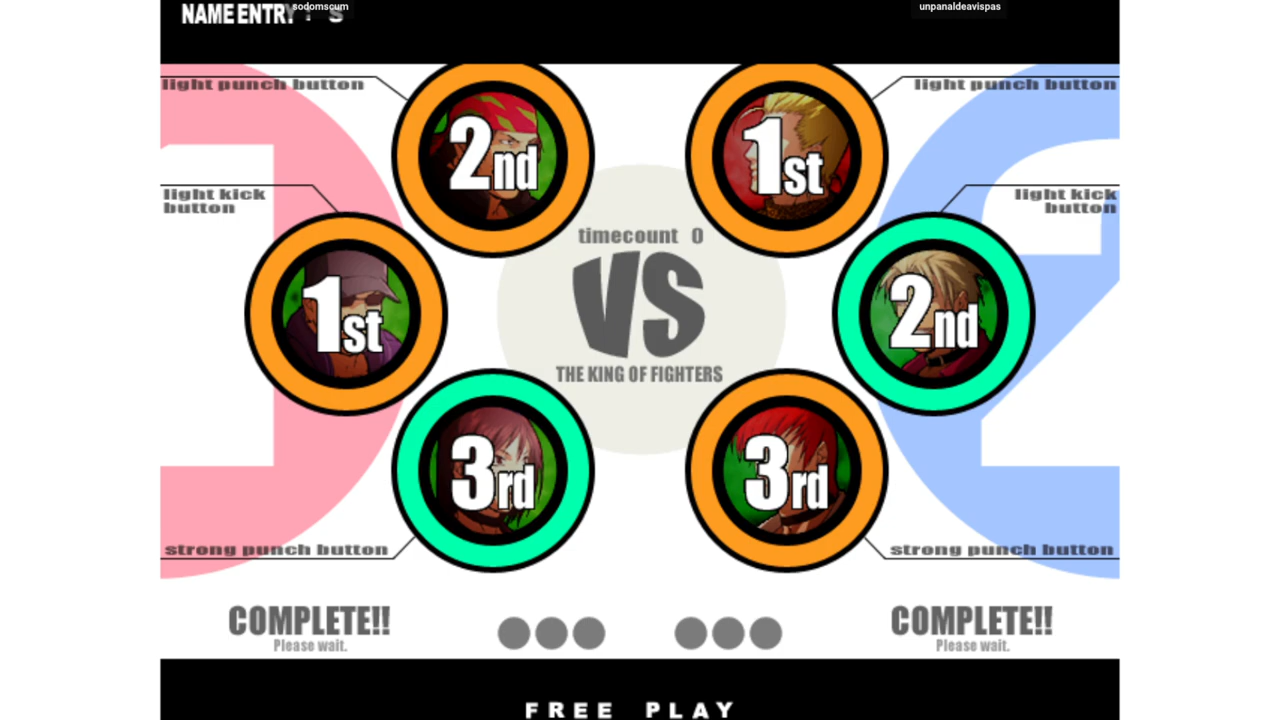 sodomscum
unpanaldeavispas
NAME ENTRY
light punch button
light punch button
2nd
1st
light kick
button
light kick
button
timecount 0
VS
THE KING OF FIGHTERS
1st
2nd
3rd
3rd
strong punch button
strong punch button
COMPLETE!!
Please wait.
COMPLETE!!
Please wait.
FREE PLAY